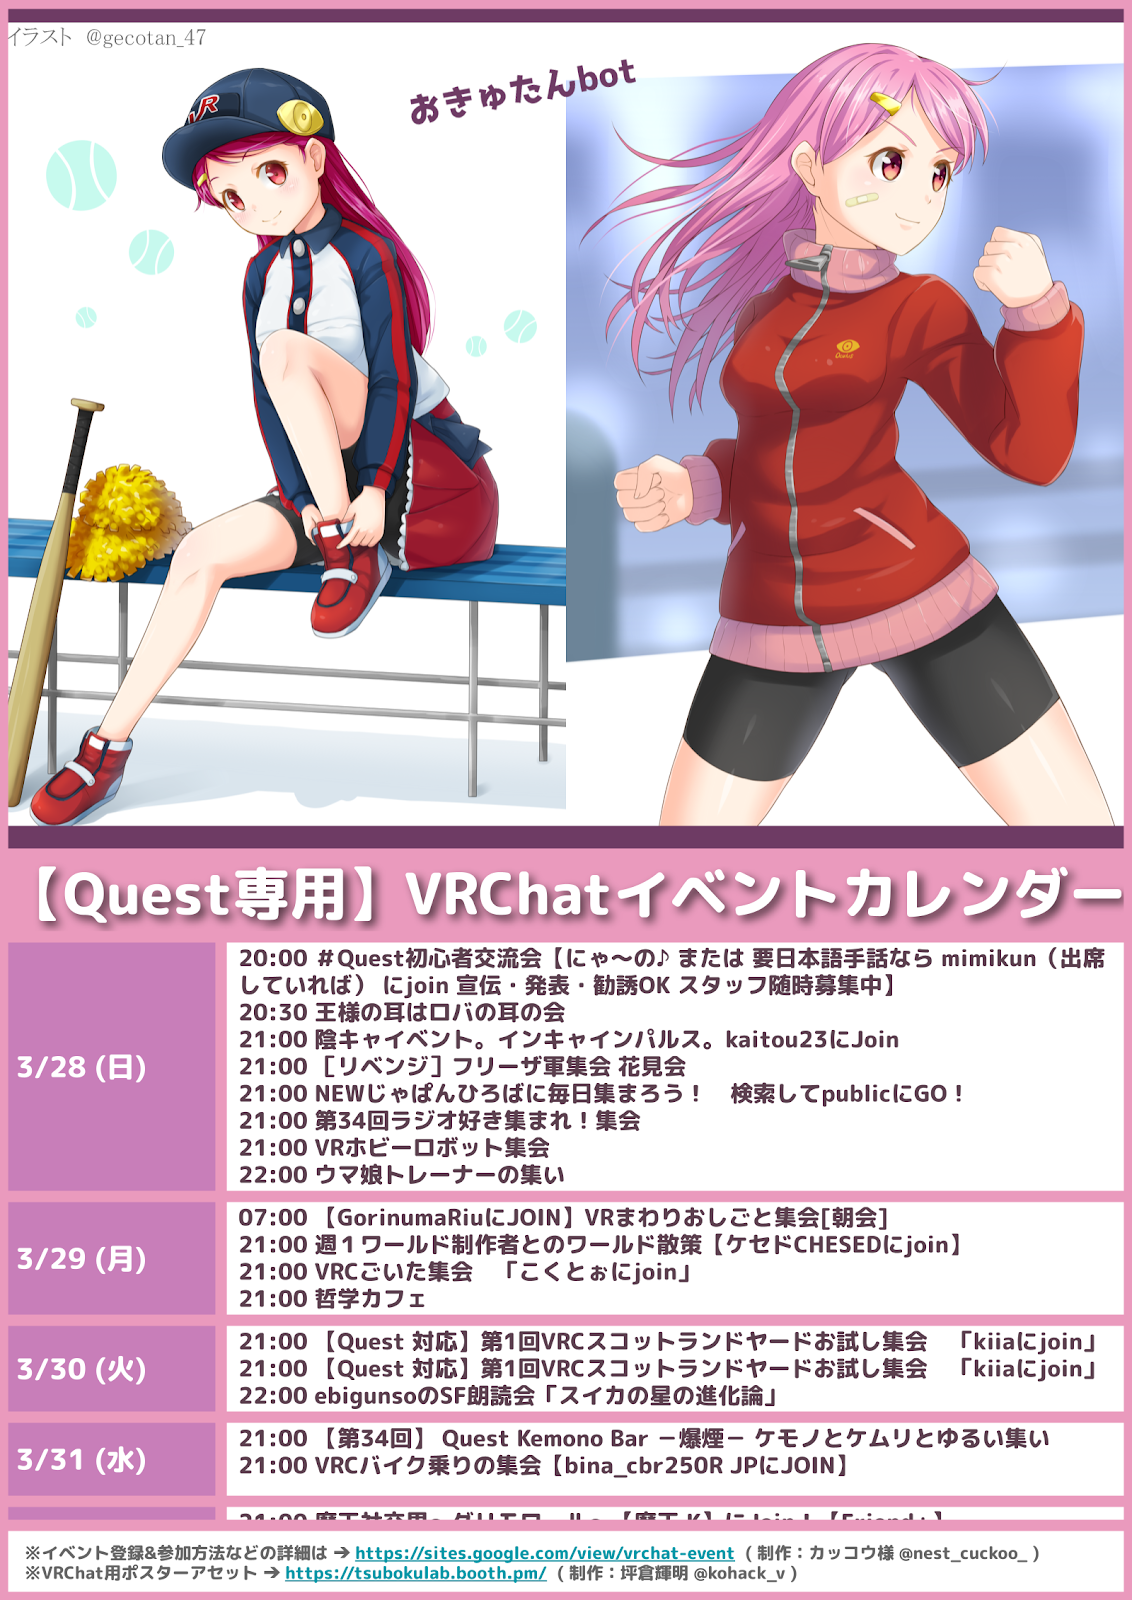 イラスト @gecotan_47
おきゅたんbot
VR
Quest
【Quest専用】VRChatイベントカレンダー
3/28 (日)
20:00 ＃Quest初心者交流会【にゃ～の♪ または 要日本語手話なら mimikun（出席
していれば） にjoin 宣伝・発表・勧誘OK スタッフ随時募集中】
20:30 王様の耳はロバの耳の会
21:00 陰キャイベント。インキャインパルス。kaitou23にJoin
21:00 ［リベンジ］フリーザ軍集会 花見会
21:00 NEWじゃぱんひろばに毎日集まろう！　検索してpublicにGO！
21:00 第34回ラジオ好き集まれ！集会
21:00 VRホビーロボット集会
22:00 ウマ娘トレーナーの集い
3/29 (月)
07:00 【GorinumaRiuにJOIN】VRまわりおしごと集会[朝会]
21:00 週１ワールド制作者とのワールド散策【ケセドCHESEDにjoin】
21:00 VRCごいた集会　「こくとぉにjoin」
21:00 哲学カフェ
3/30 (火)
21:00 【Quest 対応】第1回VRCスコットランドヤードお試し集会　「kiiaにjoin」
21:00 【Quest 対応】第1回VRCスコットランドヤードお試し集会　「kiiaにjoin」
22:00 ebigunsoのSF朗読会「スイカの星の進化論」
3/31 (水)
21:00 【第34回】 Quest Kemono Bar －爆煙－ ケモノとケムリとゆるい集い
21:00 VRCバイク乗りの集会【bina_cbr250R JPにJOIN】
21:00
※イベント登録&参加方法などの詳細は ➔ https://sites.google.com/view/vrchat-event ( 制作：カッコウ様 @nest_cuckoo_ )
※VRChat用ポスターアセット ➔ https://tsubokulab.booth.pm/ ( 制作：坪倉輝明 @kohack_v )